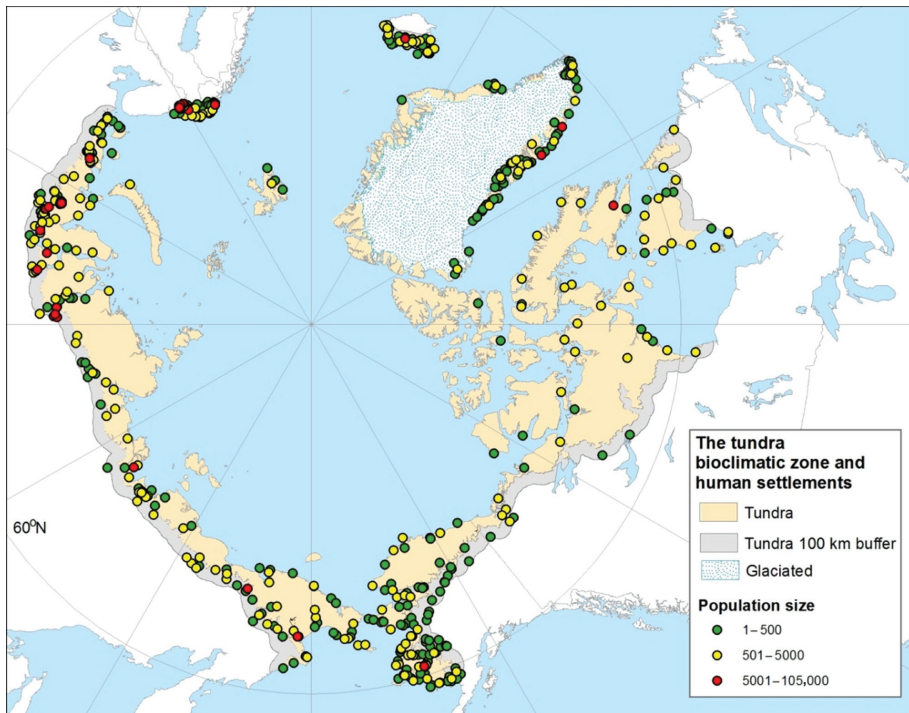 60°N
The tundra
bioclimatic zone and
human settlements
Tundra
Tundra 100 km buffer
Glaciated
Population size
1–500
501–5000
5001–105,000